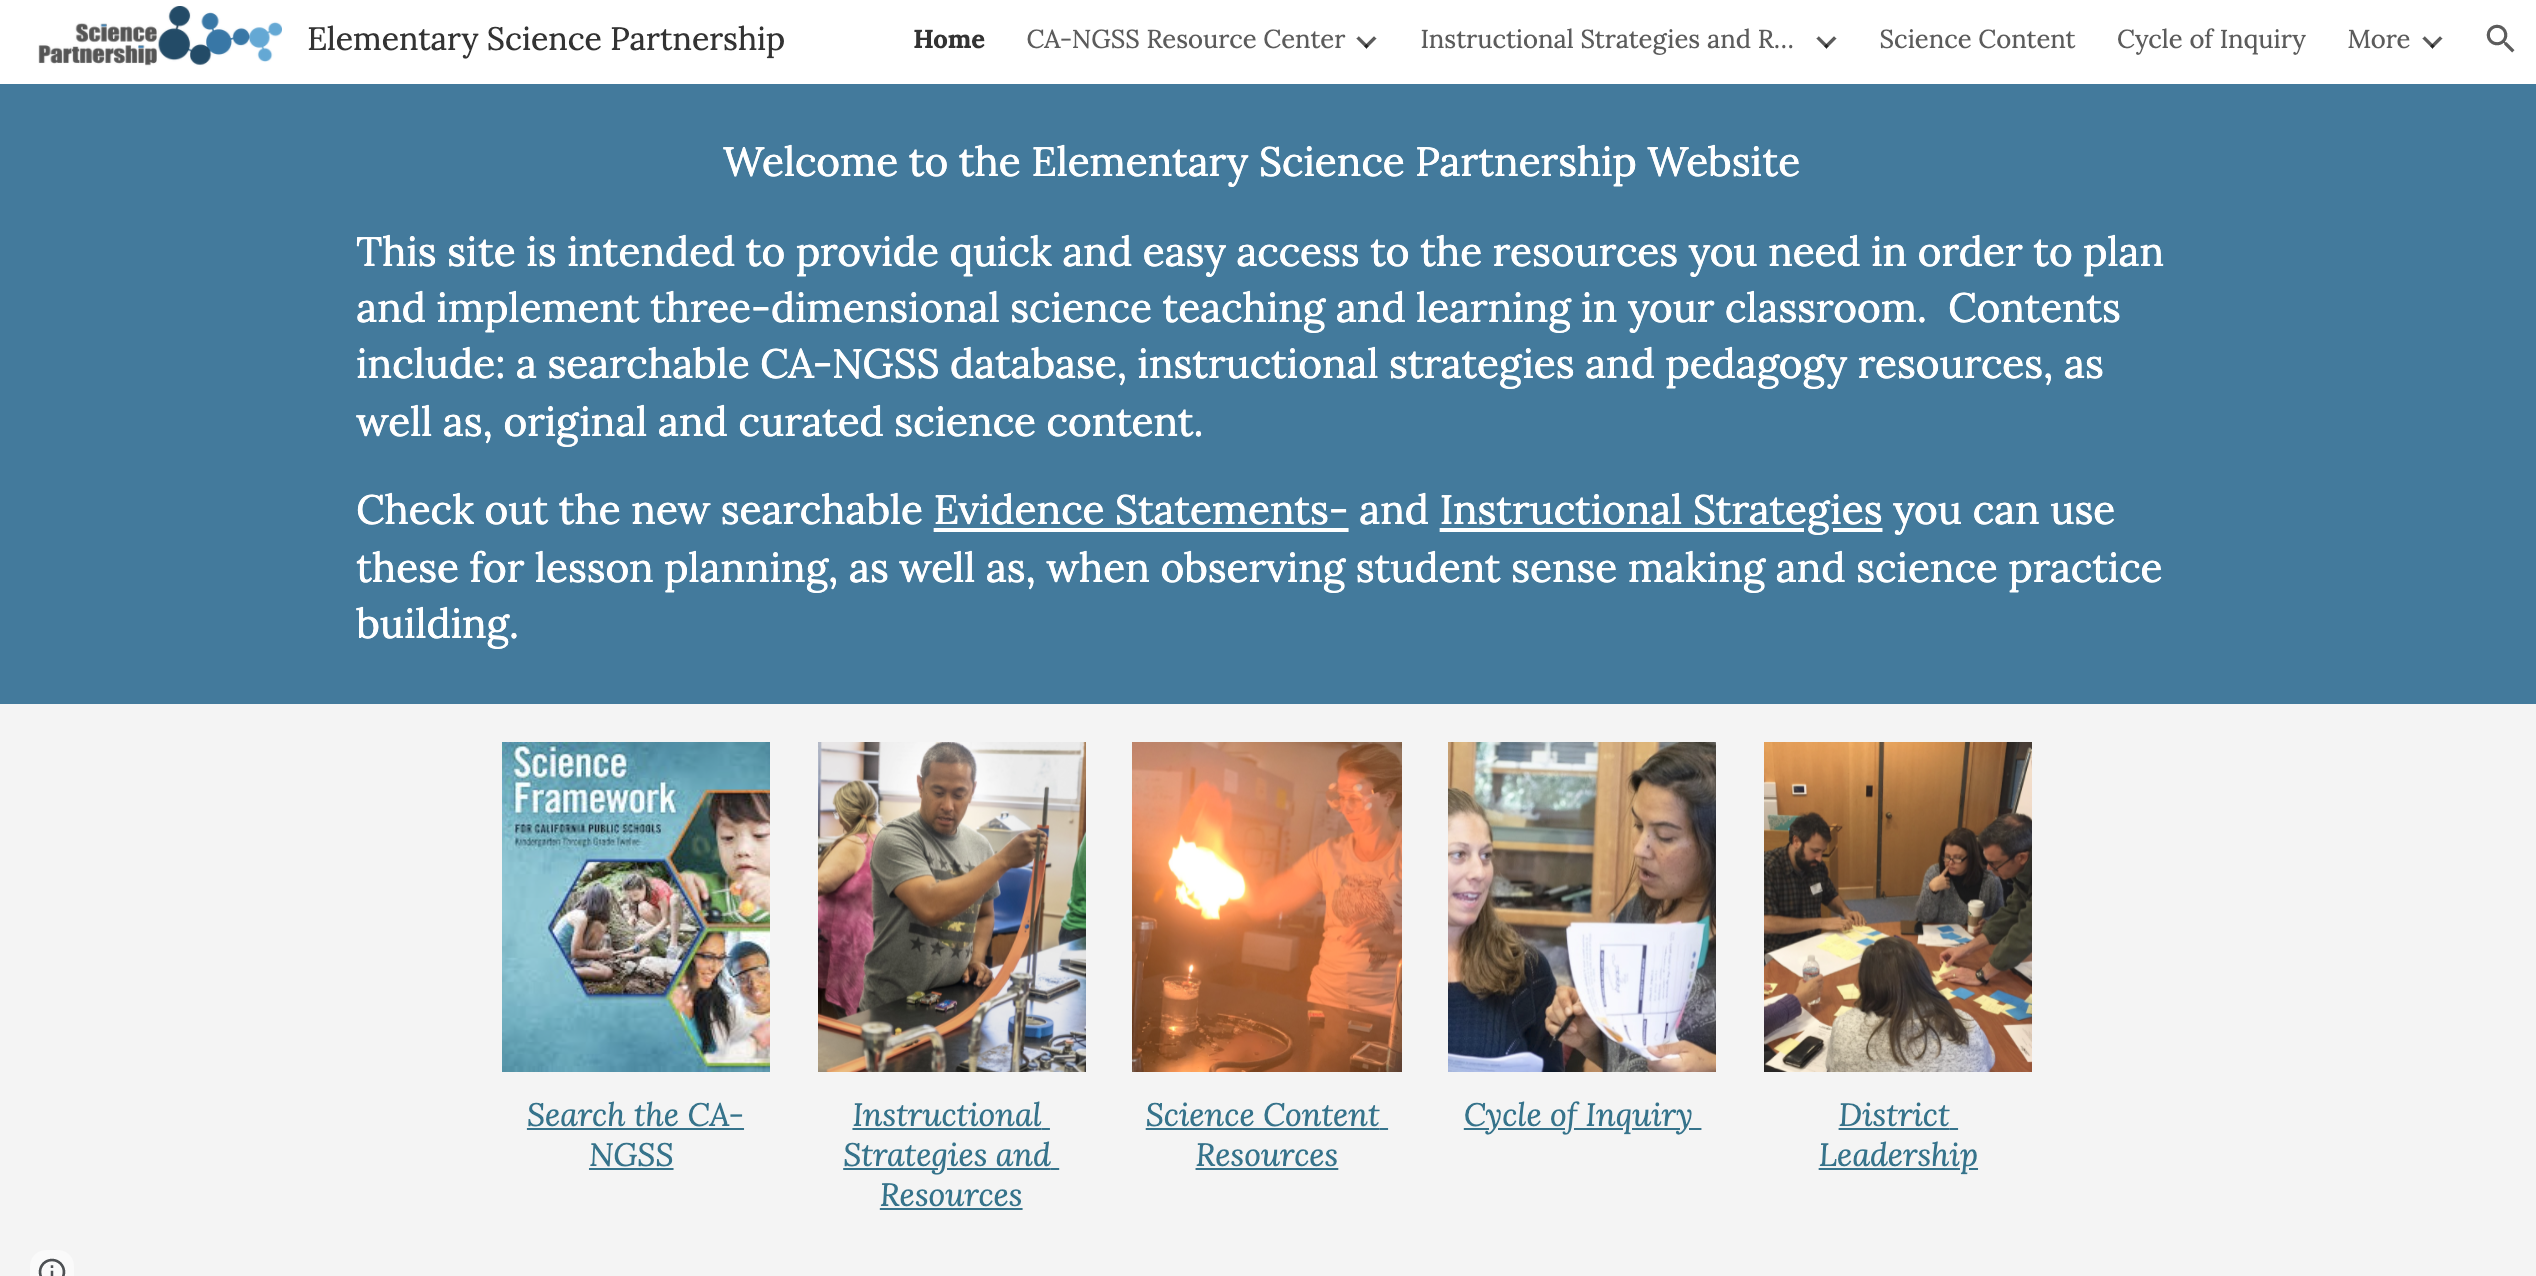 Science
Partnership
Elementary Science Partnership
Home
CA-NGSS Resource Center
Instructional Strategies and R...
Science Content
Cycle of Inquiry
More
Welcome to the Elementary Science Partnership Website
This site is intended to provide quick and easy access to the resources you need in order to plan
and implement three-dimensional science teaching and learning in your classroom.  Contents
include: a searchable CA-NGSS database, instructional strategies and pedagogy resources, as
well as, original and curated science content.
Check out the new searchable Evidence Statements- and Instructional Strategies you can use
these for lesson planning, as well as, when observing student sense making and science practice
building.
Science
Framework
FOR CALIFORNIA PUBLIC SCHOOLS
Kindergarten Through Grade Twelve
Search the CA-
NGSS
Instructional
Strategies and
Resources
Science Content
Resources
Cycle of Inquiry
District
Leadership